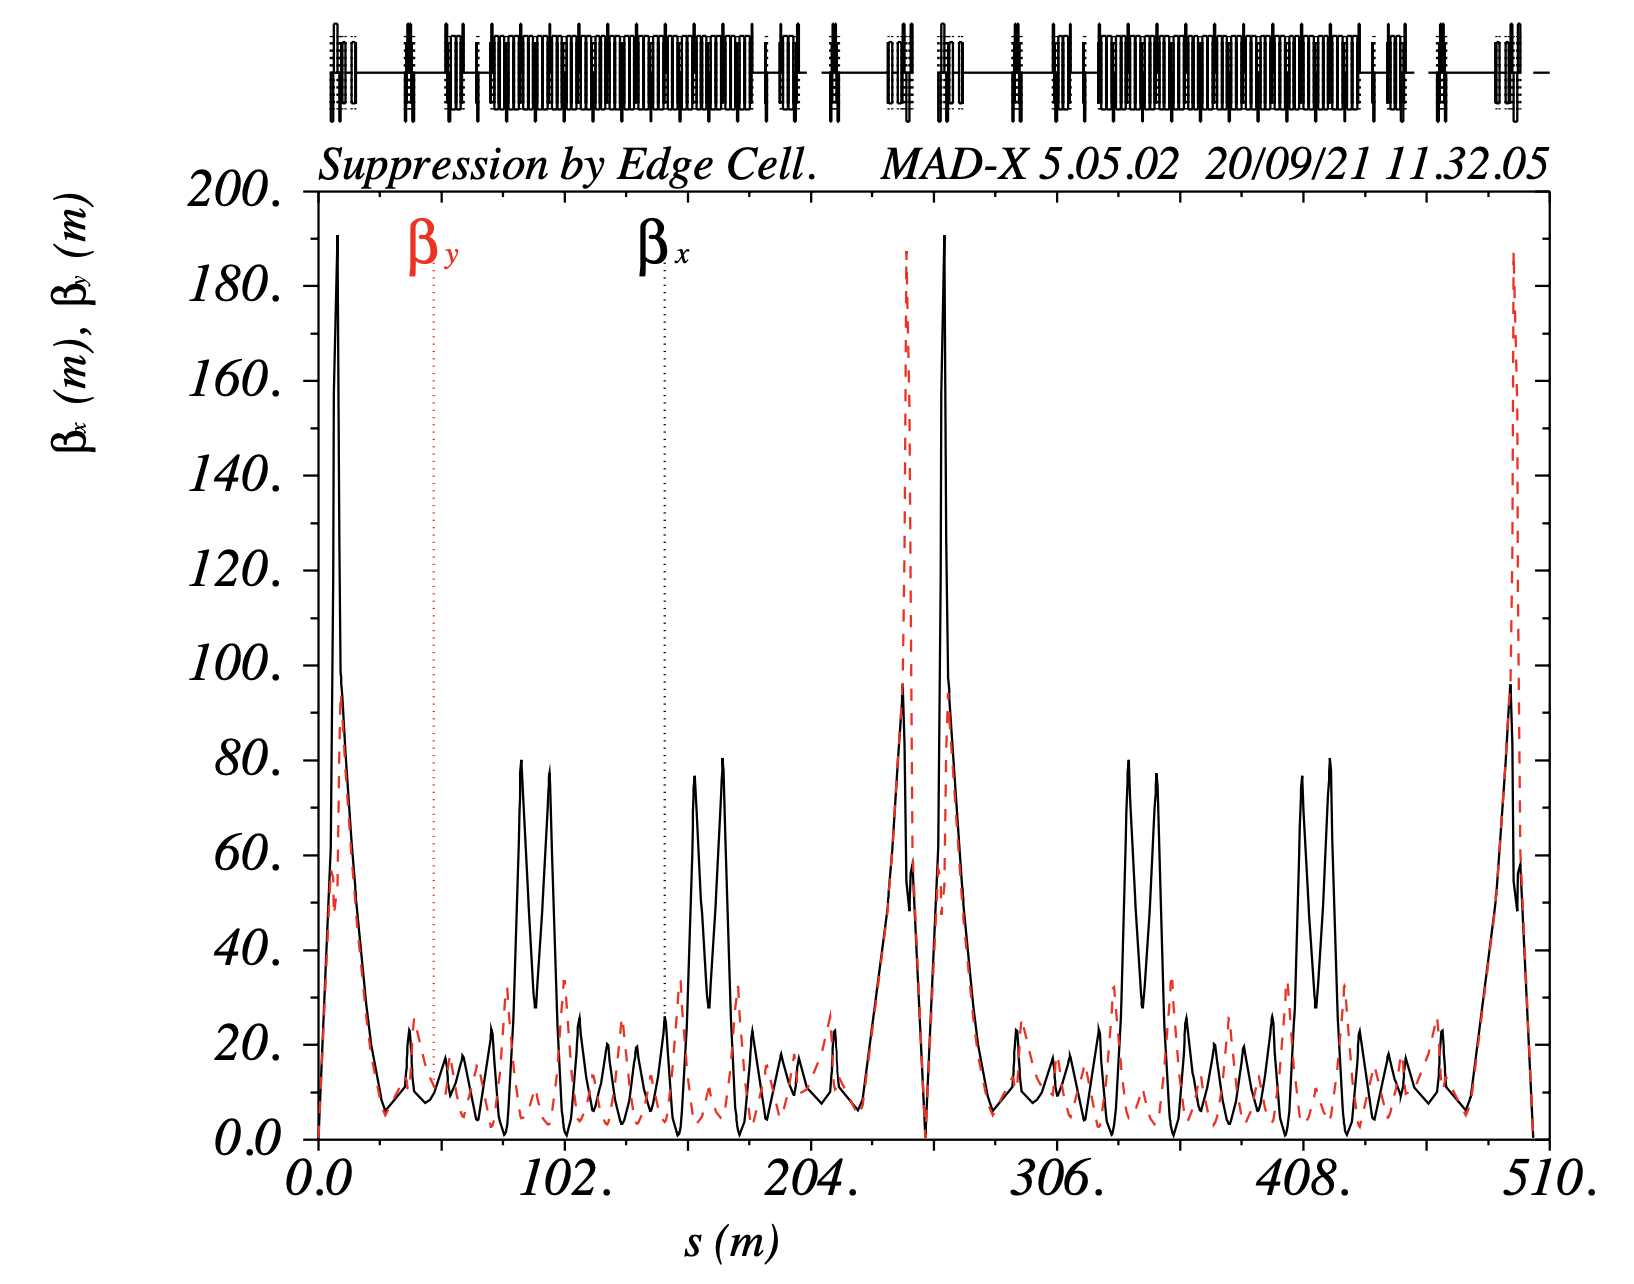 Suppression by Edge Cell. MAD-X 5.05.02 20/09/21 11.32.05
βx (m), βy (m)
200.
180.
160.
140.
120.
100.
80.
60.
40.
20.
0.0
βy
βx
0.0 102. 204. 306. 408. 510.
s (m)